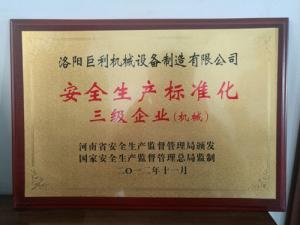 洛阳巨利机械设备制造有限公司
安全生产标准化
三级企业(机械)
河南省安全生产监督管理局颁发
国家安全生产监督管理总局监制
二〇一二年十一月